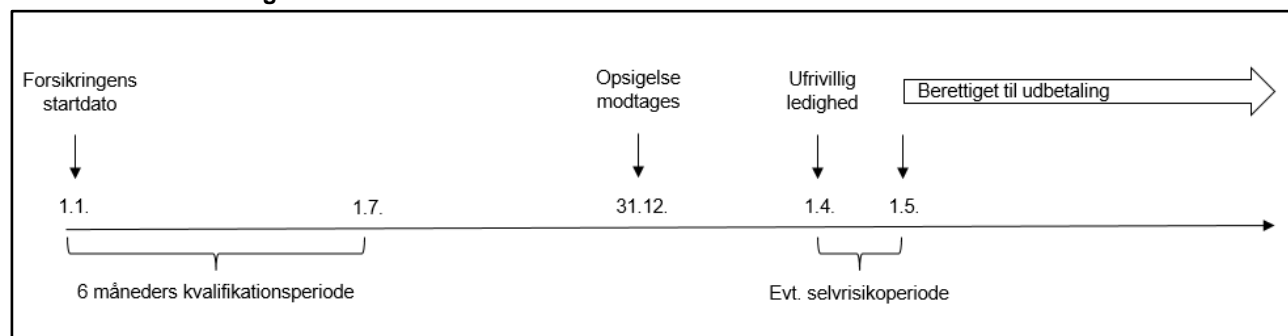 Forsikringens
startdato
Opsigelse
modtages
Ufrivillig
ledighed
Berettiget til udbetaling
1.1.
1.7.
31.12.
1.4.
1.5.
6 måneders kvalifikationsperiode
Evt. selvrisikoperiode